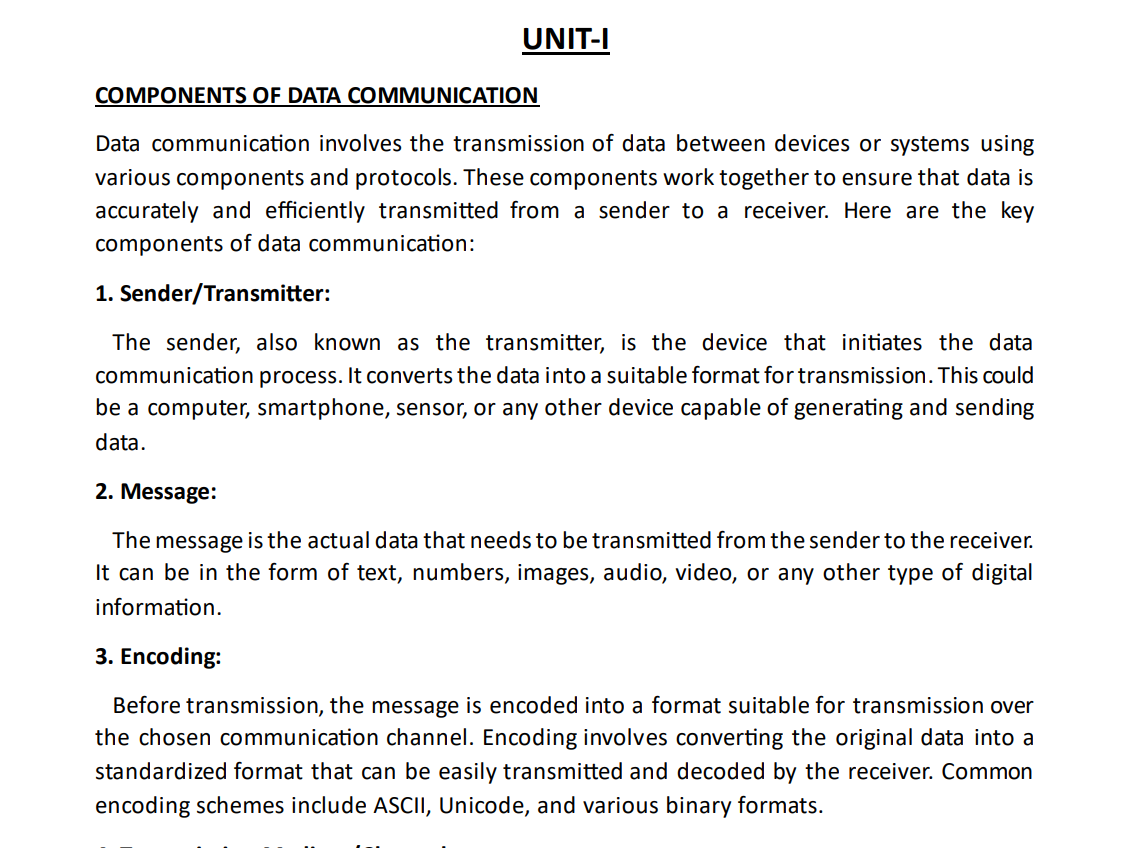 UNIT-I
COMPONENTS OF DATA COMMUNICATION
Data communication involves the transmission of data between devices or systems using
various components and protocols. These components work together to ensure that data is
accurately and efficiently transmitted from a sender to a receiver. Here are the key
components of data communication:
1. Sender/Transmitter:
The sender, also known as the transmitter, is the device that initiates the data
communication process. It converts the data into a suitable format for transmission. This could
be a computer, smartphone, sensor, or any other device capable of generating and sending
data.
2. Message:
The message is the actual data that needs to be transmitted from the sender to the receiver.
It can be in the form of text, numbers, images, audio, video, or any other type of digital
information.
3. Encoding:
Before transmission, the message is encoded into a format suitable for transmission over
the chosen communication channel. Encoding involves converting the original data into a
standardized format that can be easily transmitted and decoded by the receiver. Common
encoding schemes include ASCII, Unicode, and various binary formats.